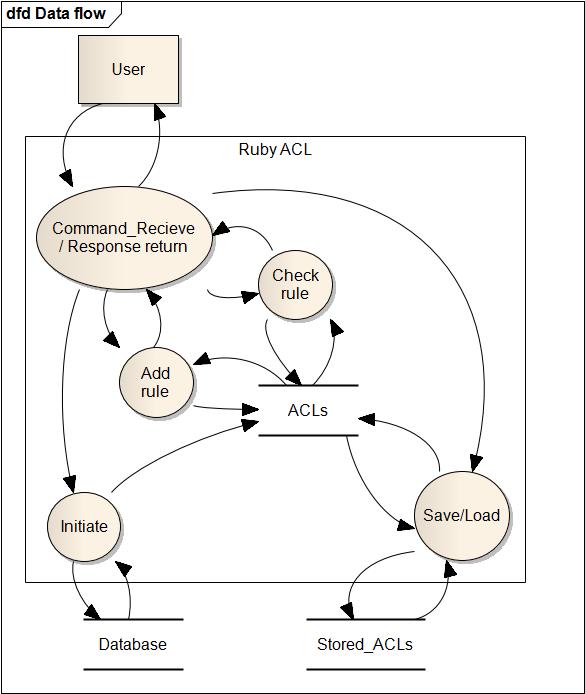 dfd Data flow
User
Ruby ACL
Command_Recieve
/ Response return
Check
rule
Add
rule
ACLs
Save/Load
Initiate
Database
Stored_ACLs